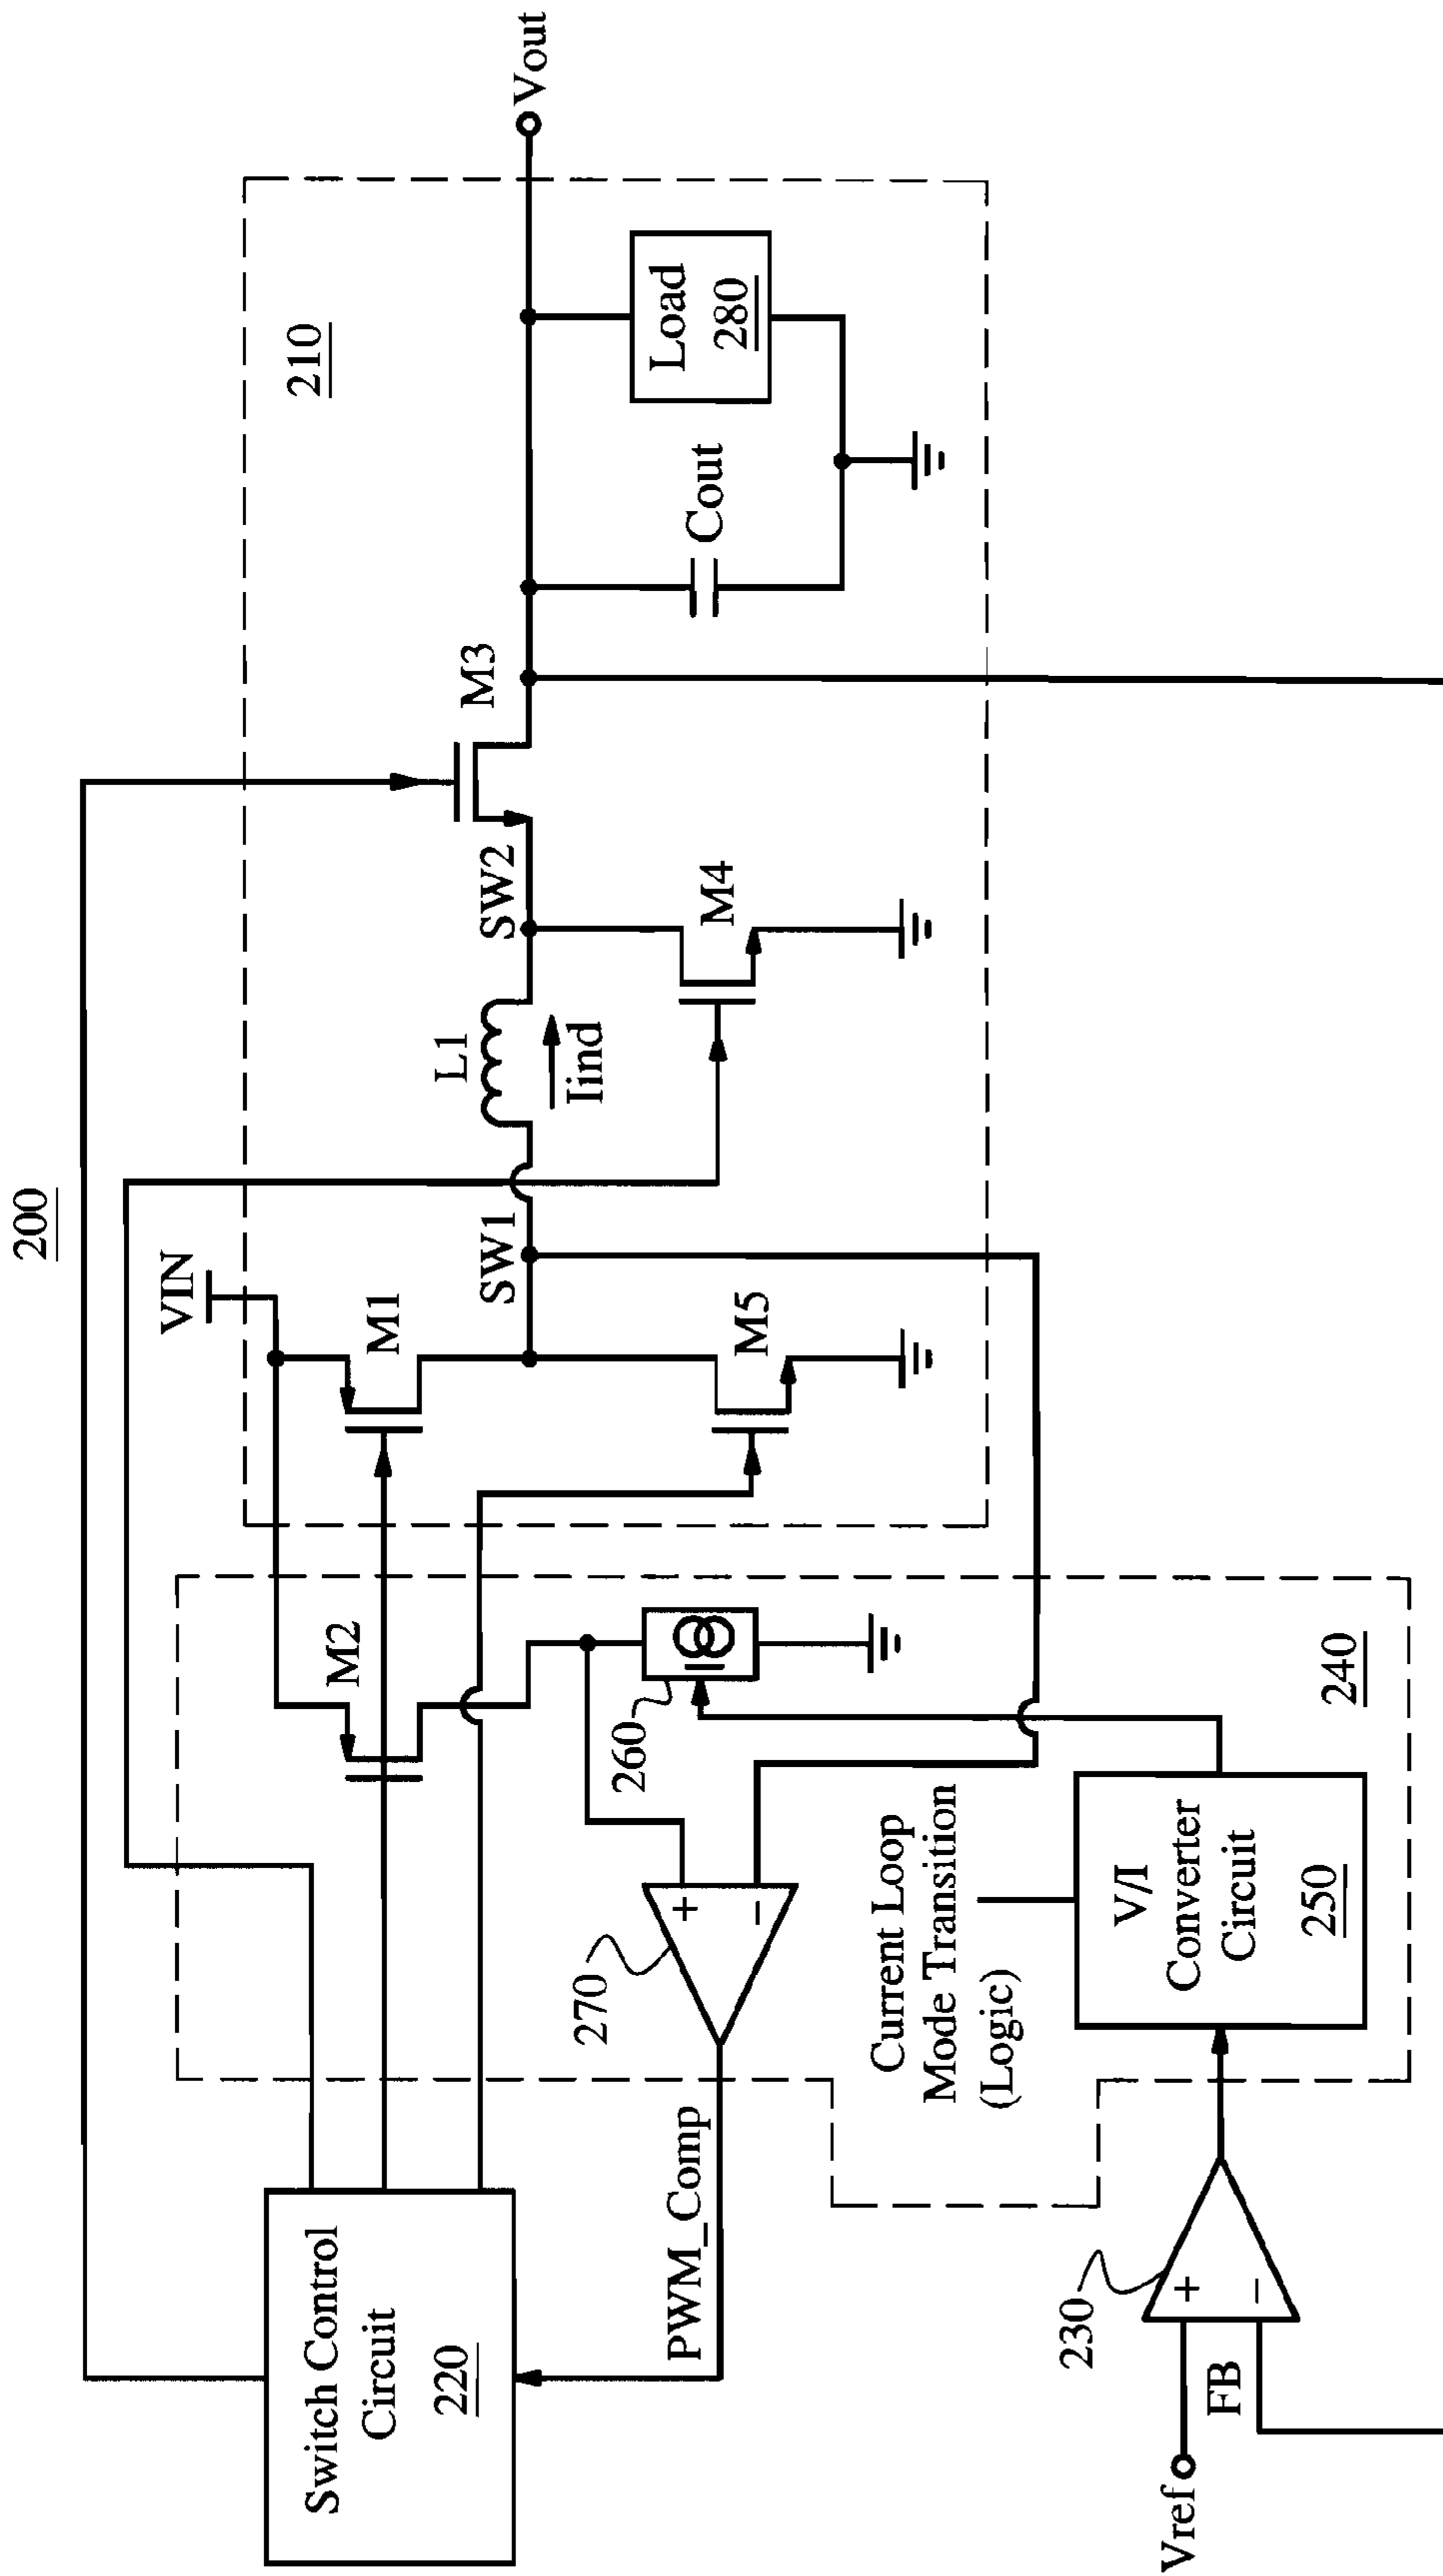 200
VIN
210
Vout
M1
M2
M3
SW1
SW2
L1
Iind
M4
M5
Cout
Load
280
Switch Control
Circuit
220
PWM_Comp
270
+
−
260
240
Current Loop
Mode Transition
(Logic)
V/I
Converter
Circuit
250
230
+
−
Vref
FB